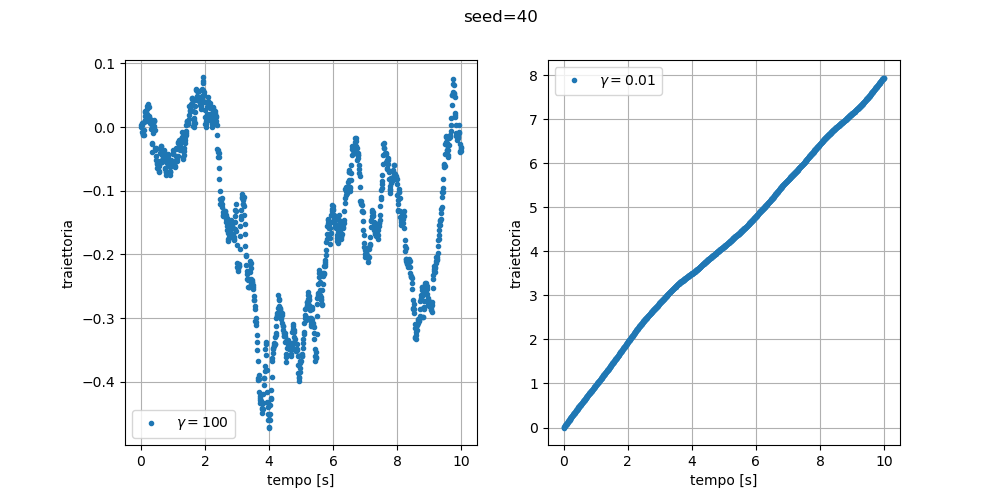 seed=40
0.1
0.0
−0.1
−0.2
−0.3
−0.4
traiettoria
γ = 100
0 2 4 6 8 10
tempo [s]
8
7
6
5
4
3
2
1
0
traiettoria
γ = 0.01
0 2 4 6 8 10
tempo [s]